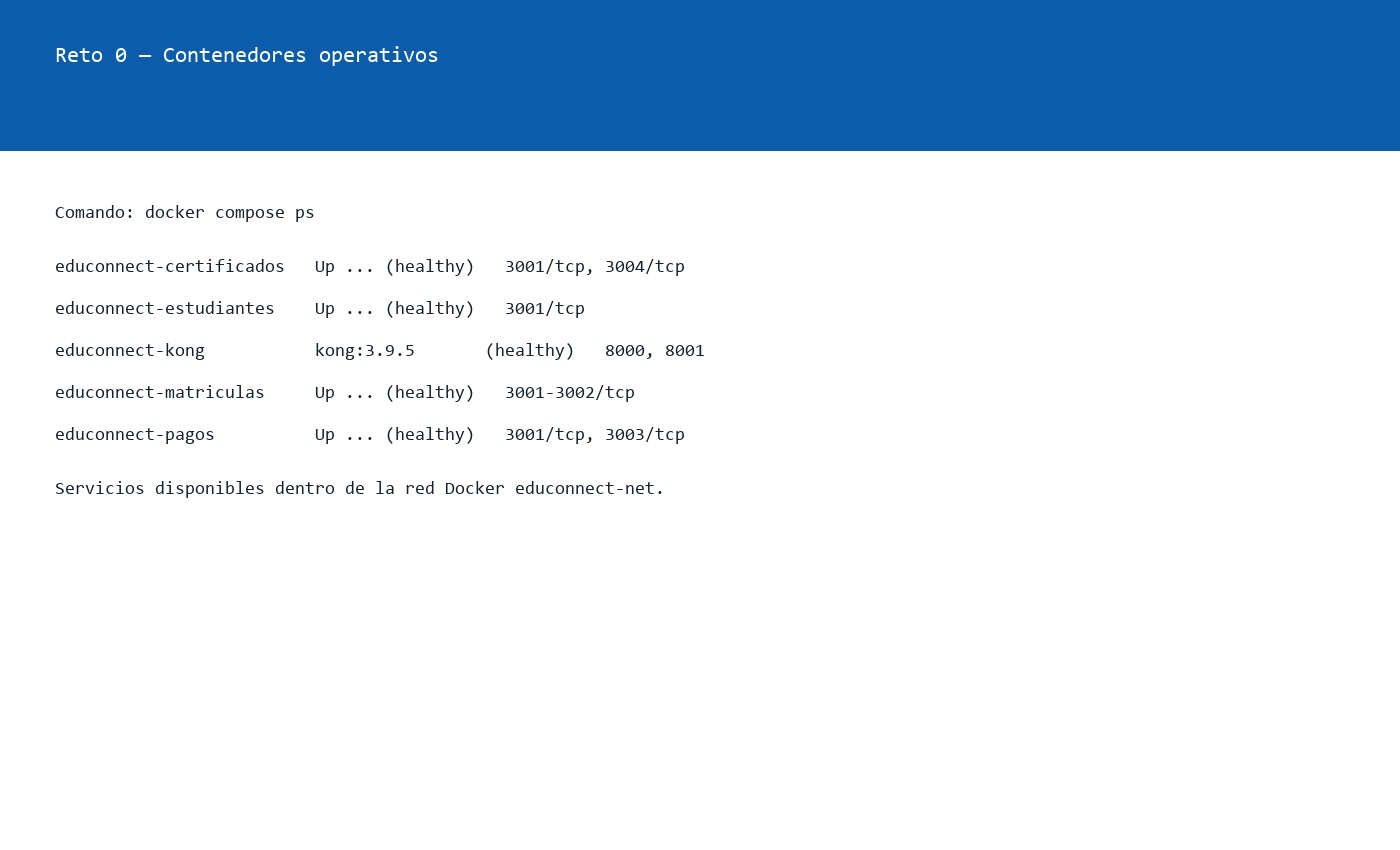 Reto 0 — Contenedores operativos
Comando: docker compose ps
educonnect-certificados   Up ... (healthy)   3001/tcp, 3004/tcp
educonnect-estudiantes    Up ... (healthy)   3001/tcp
educonnect-kong           kong:3.9.5       (healthy)   8000, 8001
educonnect-matriculas     Up ... (healthy)   3001-3002/tcp
educonnect-pagos          Up ... (healthy)   3001/tcp, 3003/tcp
Servicios disponibles dentro de la red Docker educonnect-net.